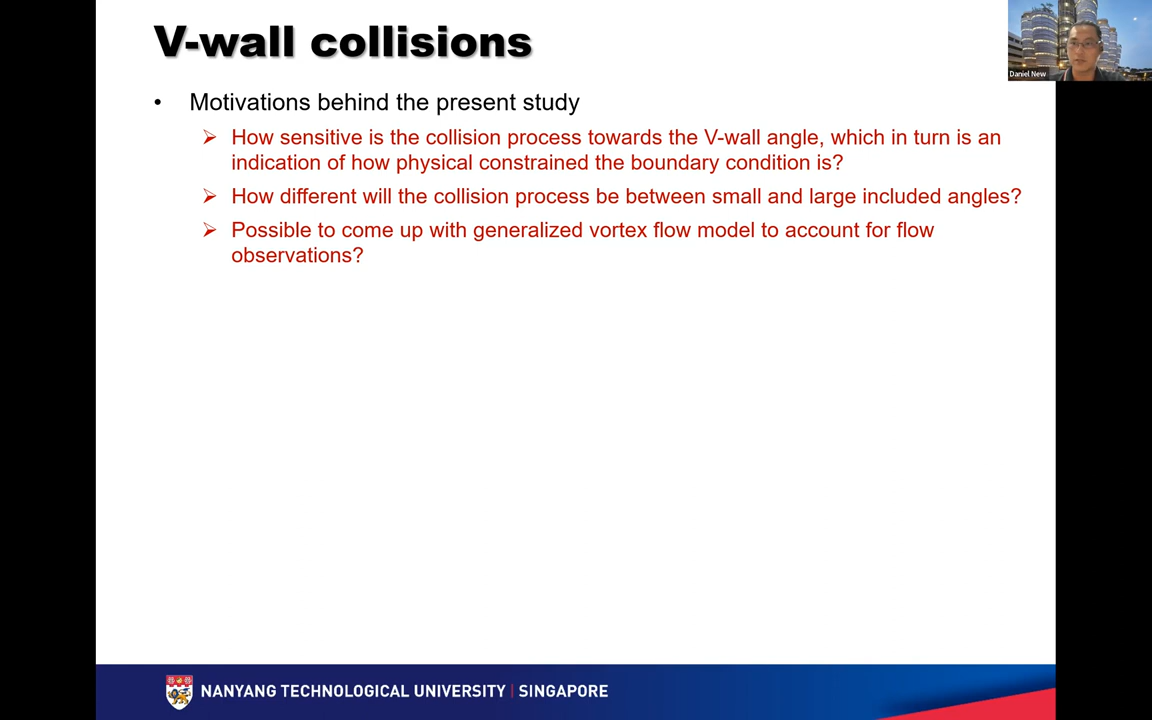 V-wall collisions
Daniel New
• Motivations behind the present study
➢ How sensitive is the collision process towards the V-wall angle, which in turn is an
indication of how physical constrained the boundary condition is?
➢ How different will the collision process be between small and large included angles?
➢ Possible to come up with generalized vortex flow model to account for flow
observations?
NANYANG TECHNOLOGICAL UNIVERSITY | SINGAPORE